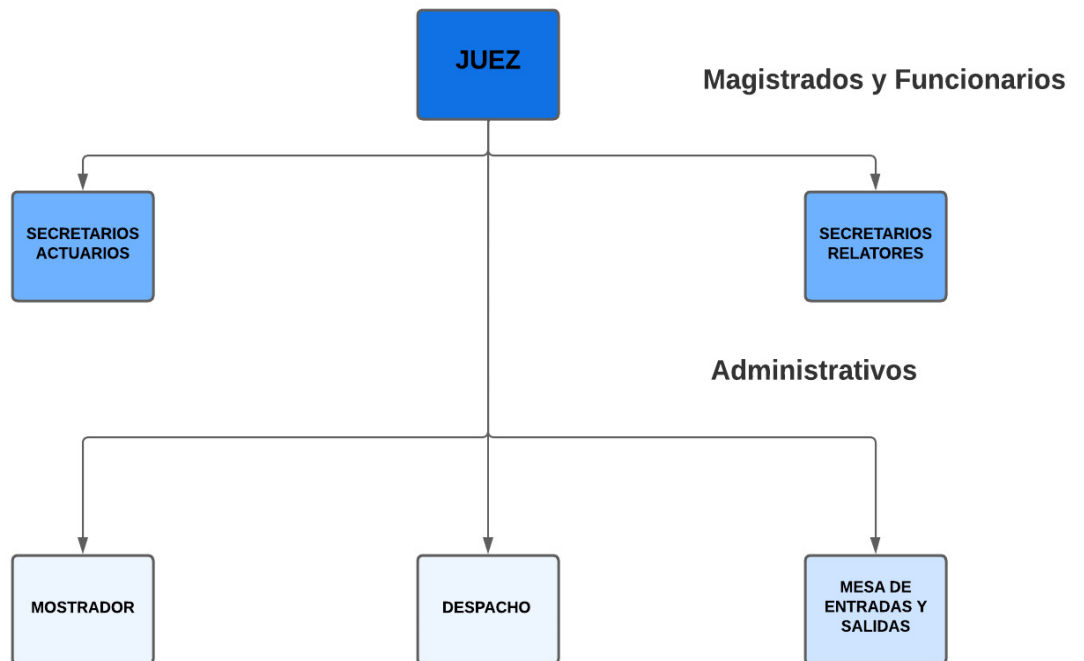 JUEZ
Magistrados y Funcionarios
SECRETARIOS
ACTUARIOS
SECRETARIOS
RELATORES
Administrativos
MOSTRADOR
DESPACHO
MESA DE
ENTRADAS Y
SALIDAS